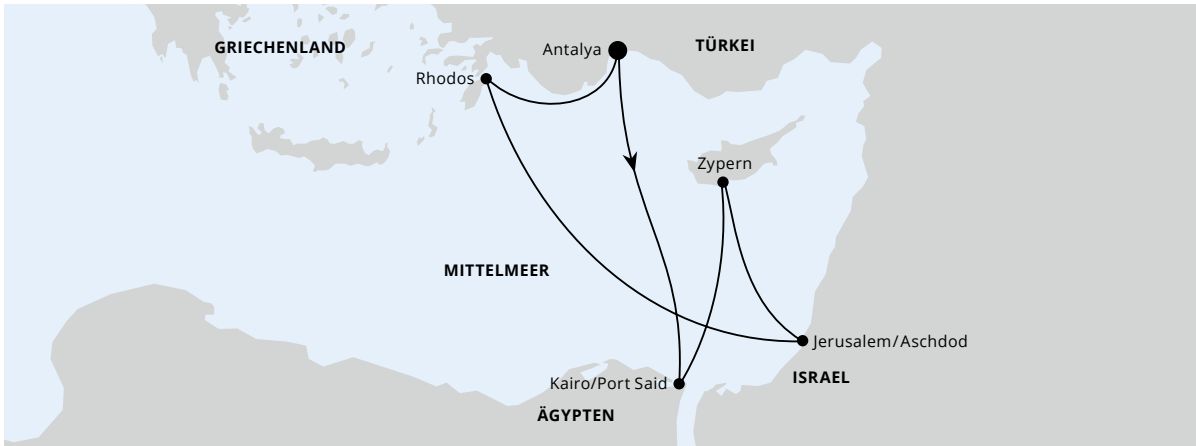 GRIECHENLAND
Antalya
TÜRKEI
Rhodos
Zypern
MITTELMEER
Jerusalem/Aschdod
ISRAEL
Kairo/Port Said
ÄGYPTEN